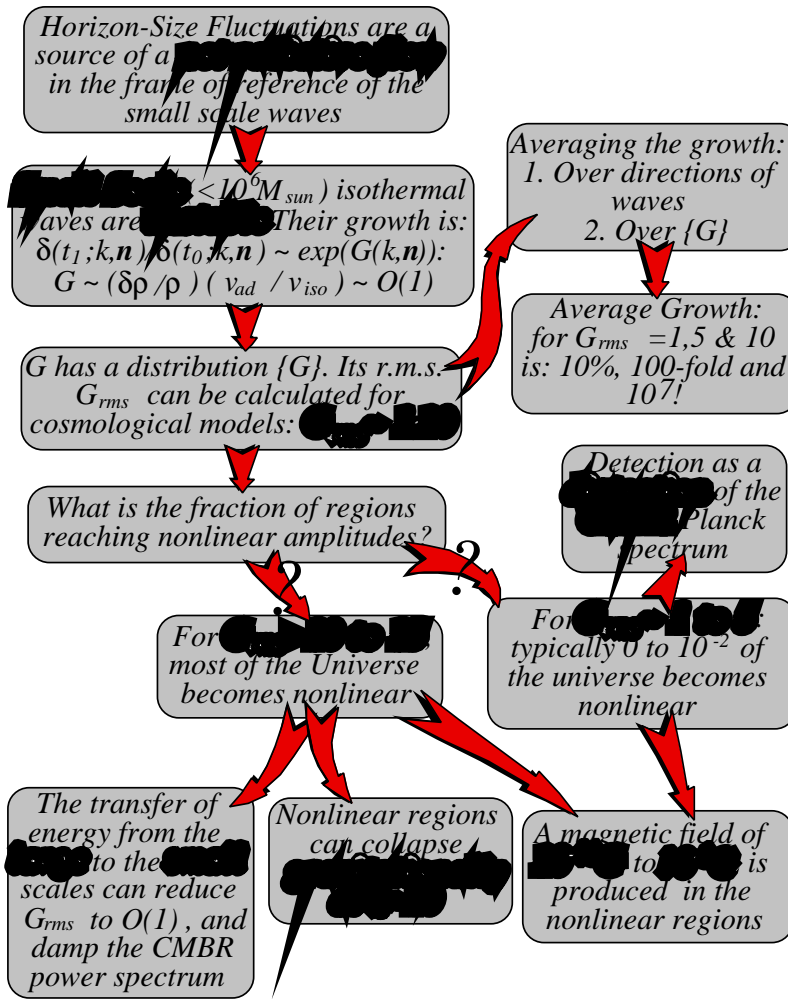 Horizon-Size Fluctuations are a
source of a
in the frame of reference of the
small scale waves
(<10⁶M sun) isothermal
waves are Their growth is:
δ(t₁;k,n)/δ(t₀;k,n) ~ exp(G(k,n)):
G ~ (δρ/ρ) (v_ad / v_iso) ~ O(1)
G has a distribution {G}. Its r.m.s.
G_rms can be calculated for
cosmological models:
What is the fraction of regions
reaching nonlinear amplitudes?
?
?
Averaging the growth:
1. Over directions of
waves
2. Over {G}
Average Growth:
for G_rms =1,5 & 10
is: 10%, 100-fold and
10⁷!
Detection as a
of the
Planck
spectrum
For
most of the Universe
becomes nonlinear
For :
typically 0 to 10⁻² of
the universe becomes
nonlinear
The transfer of
energy from the
to the
scales can reduce
G_rms to O(1), and
damp the CMBR
power spectrum
Nonlinear regions
can collapse
A magnetic field of
to is
produced in the
nonlinear regions